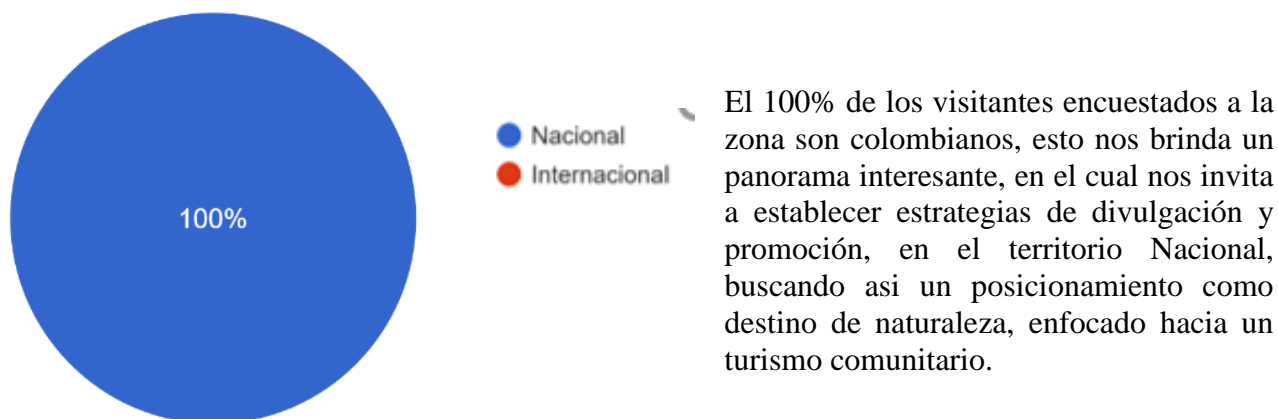 100%
Nacional
Internacional
El 100% de los visitantes encuestados a la
zona son colombianos, esto nos brinda un
panorama interesante, en el cual nos invita
a establecer estrategias de divulgación y
promoción, en el territorio Nacional,
buscando asi un posicionamiento como
destino de naturaleza, enfocado hacia un
turismo comunitario.